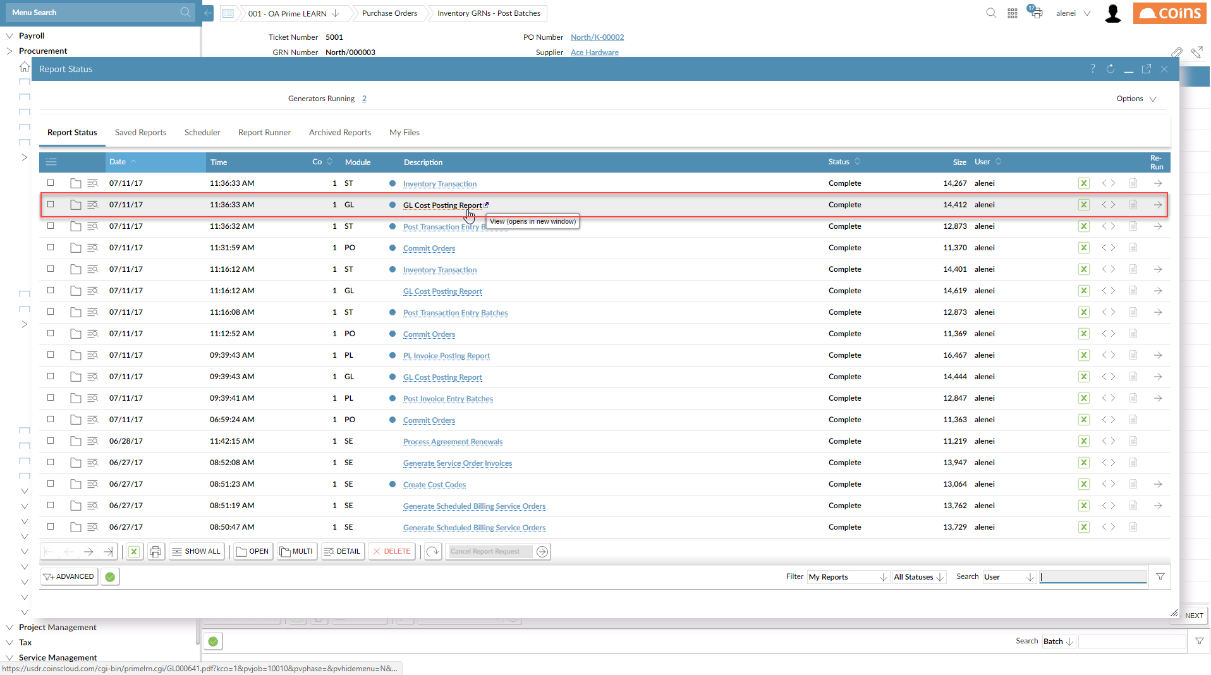 Menu Search
001 - OA Prime LEARN
Purchase Orders
Inventory GRNs - Post Batches
17
alenei
coins
Payroll
Procurement
Ticket Number 5001 PO Number North/K-00002
GRN Number North/000003 Supplier Ace Hardware
Report Status
?
Generators Running 2
Options
Report Status Saved Reports Scheduler Report Runner Archived Reports My Files
Date Time Co Module Description Status Size User Re-Run
07/11/17 11:36:33 AM 1 ST Inventory Transaction Complete 14,267 alenei
07/11/17 11:36:33 AM 1 GL GL Cost Posting Report Complete 14,412 alenei
View (opens in new window)
07/11/17 11:36:32 AM 1 ST Post Transaction Entry B Complete 12,873 alenei
07/11/17 11:31:59 AM 1 PO Commit Orders Complete 11,370 alenei
07/11/17 11:16:12 AM 1 ST Inventory Transaction Complete 14,401 alenei
07/11/17 11:16:12 AM 1 GL GL Cost Posting Report Complete 14,619 alenei
07/11/17 11:16:08 AM 1 ST Post Transaction Entry Batches Complete 12,873 alenei
07/11/17 11:12:52 AM 1 PO Commit Orders Complete 11,369 alenei
07/11/17 09:39:43 AM 1 PL PL Invoice Posting Report Complete 16,467 alenei
07/11/17 09:39:43 AM 1 GL GL Cost Posting Report Complete 14,444 alenei
07/11/17 09:39:41 AM 1 PL Post Invoice Entry Batches Complete 12,847 alenei
07/11/17 06:59:24 AM 1 PO Commit Orders Complete 11,363 alenei
06/28/17 11:42:15 AM 1 SE Process Agreement Renewals Complete 11,219 alenei
06/27/17 08:52:08 AM 1 SE Generate Service Order Invoices Complete 13,947 alenei
06/27/17 08:51:23 AM 1 SE Create Cost Codes Complete 13,064 alenei
06/27/17 08:51:19 AM 1 SE Generate Scheduled Billing Service Orders Complete 13,762 alenei
06/27/17 08:50:47 AM 1 SE Generate Scheduled Billing Service Orders Complete 13,729 alenei
SHOW ALL OPEN MULTI DETAIL DELETE Cancel Report Request
ADVANCED
Filter My Reports All Statuses Search User
NEXT
Project Management
Tax
Service Management
Search Batch
https://usdr.coinscloud.com/cgi-bin/primelrn.cgi/GL000641.pdf?kco=1&pvjob=10010&pvphase=&pvhidemenu=N&...